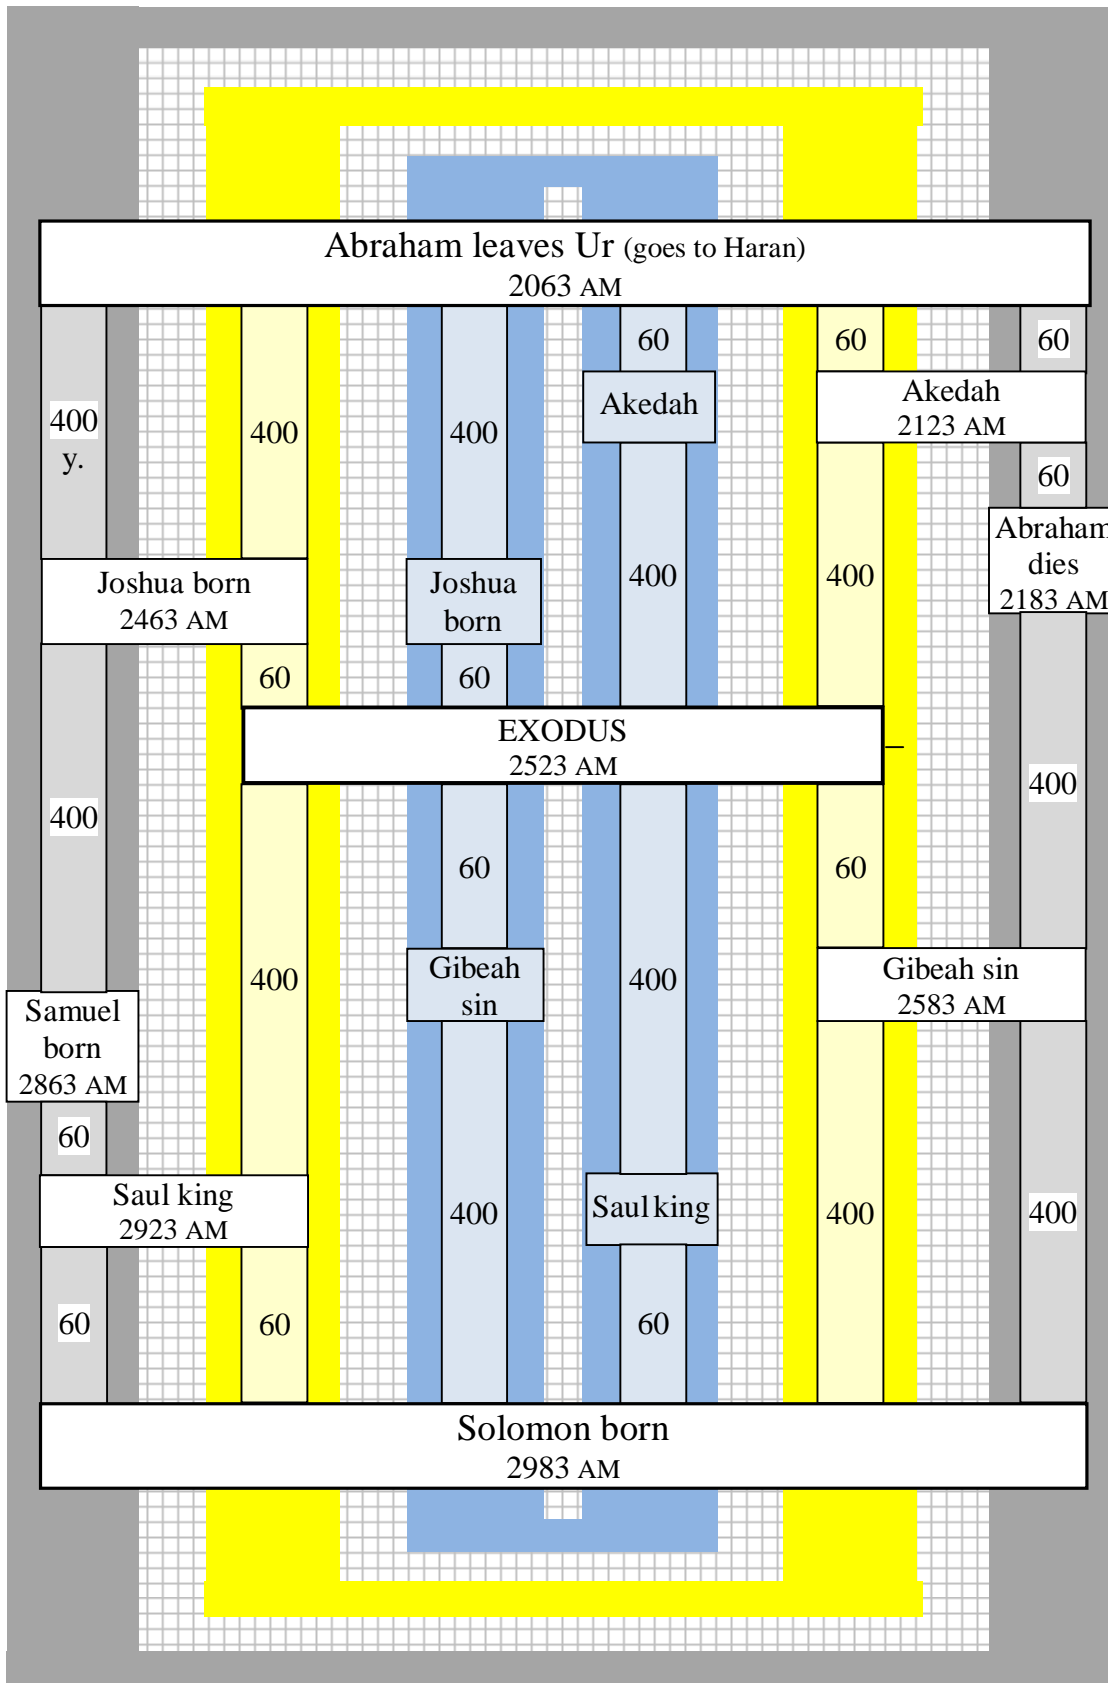 Abraham leaves Ur (goes to Haran)
2063 AM
60
60
60
Akedah
Akedah
2123 AM
400
y.
400
400
60
Abraham
dies
2183 AM
Joshua born
2463 AM
Joshua
born
400
400
60
60
EXODUS
2523 AM
400
400
60
60
Gibeah
sin
Gibeah sin
2583 AM
400
400
Samuel
born
2863 AM
60
Saul king
2923 AM
Saul king
400
400
400
60
60
60
Solomon born
2983 AM